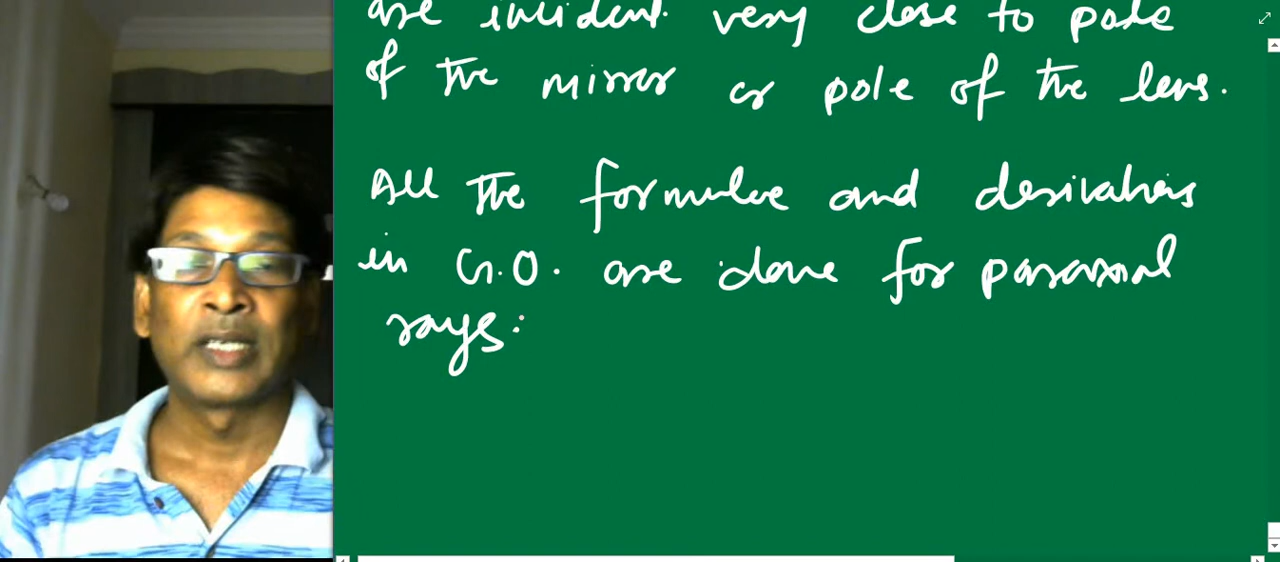 are incident very close to pole
of the mirror or pole of the lens.
All the formulae and derivations
in G.O. are done for paraxial
rays.